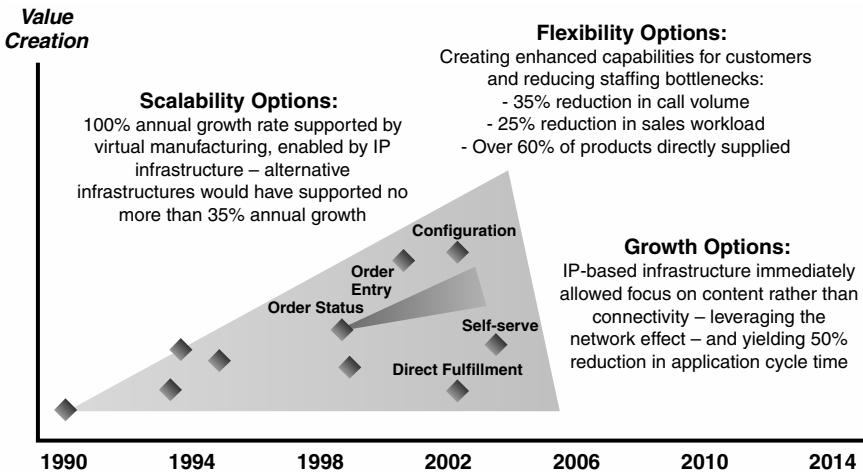 Value
Creation
Flexibility Options:
Creating enhanced capabilities for customers
and reducing staffing bottlenecks:
- 35% reduction in call volume
- 25% reduction in sales workload
- Over 60% of products directly supplied
Scalability Options:
100% annual growth rate supported by
virtual manufacturing, enabled by IP
infrastructure – alternative
infrastructures would have supported no
more than 35% annual growth
Growth Options:
IP-based infrastructure immediately
allowed focus on content rather than
connectivity – leveraging the
network effect – and yielding 50%
reduction in application cycle time
Configuration
Order
Entry
Order Status
Self-serve
Direct Fulfillment
1990 1994 1998 2002 2006 2010 2014